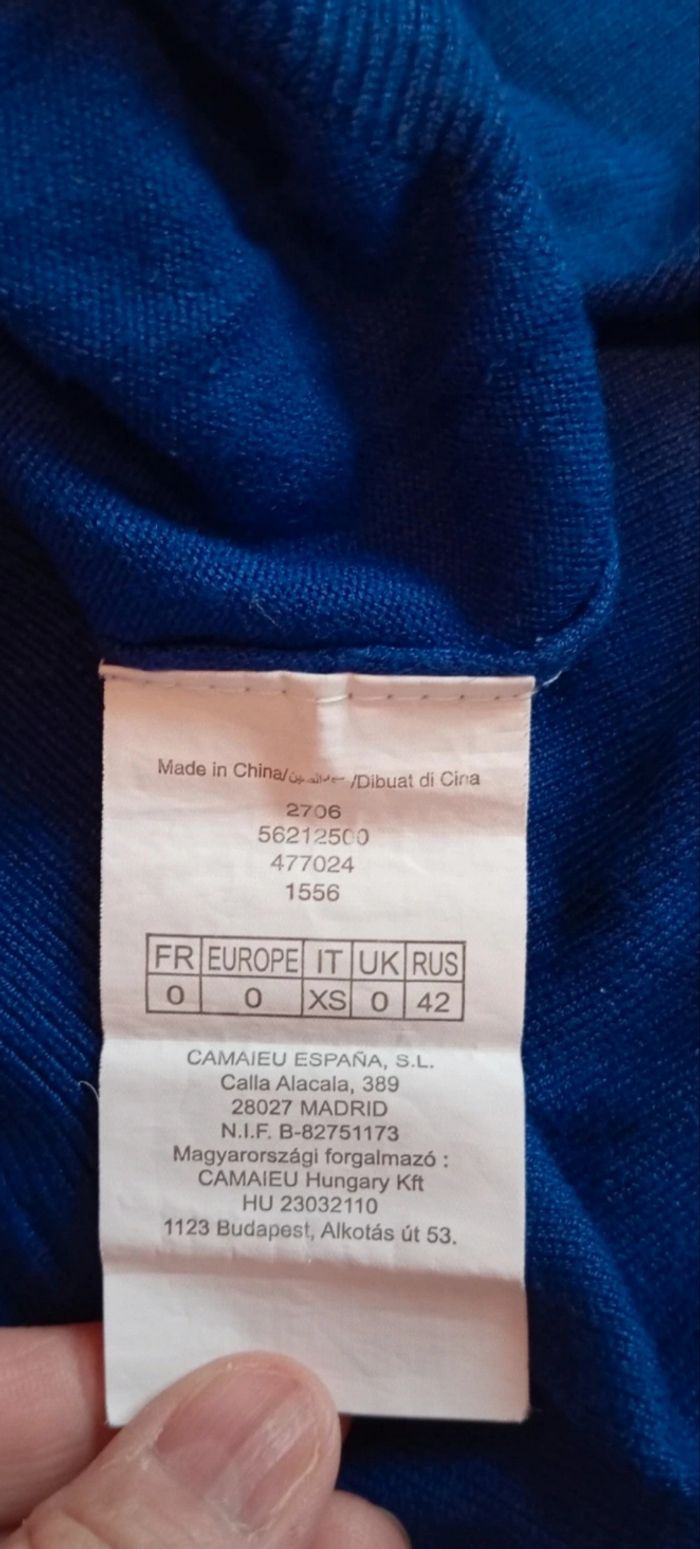 Made in China/ /Dibuat di Cina
2706
56212500
477024
1556
FR EUROPE IT UK RUS
0 0 XS 0 42
CAMAIEU ESPAÑA, S.L.
Calla Alacala, 389
28027 MADRID
N.I.F. B-82751173
Magyarországi forgalmazó :
CAMAIEU Hungary Kft
HU 23032110
1123 Budapest, Alkotás út 53.